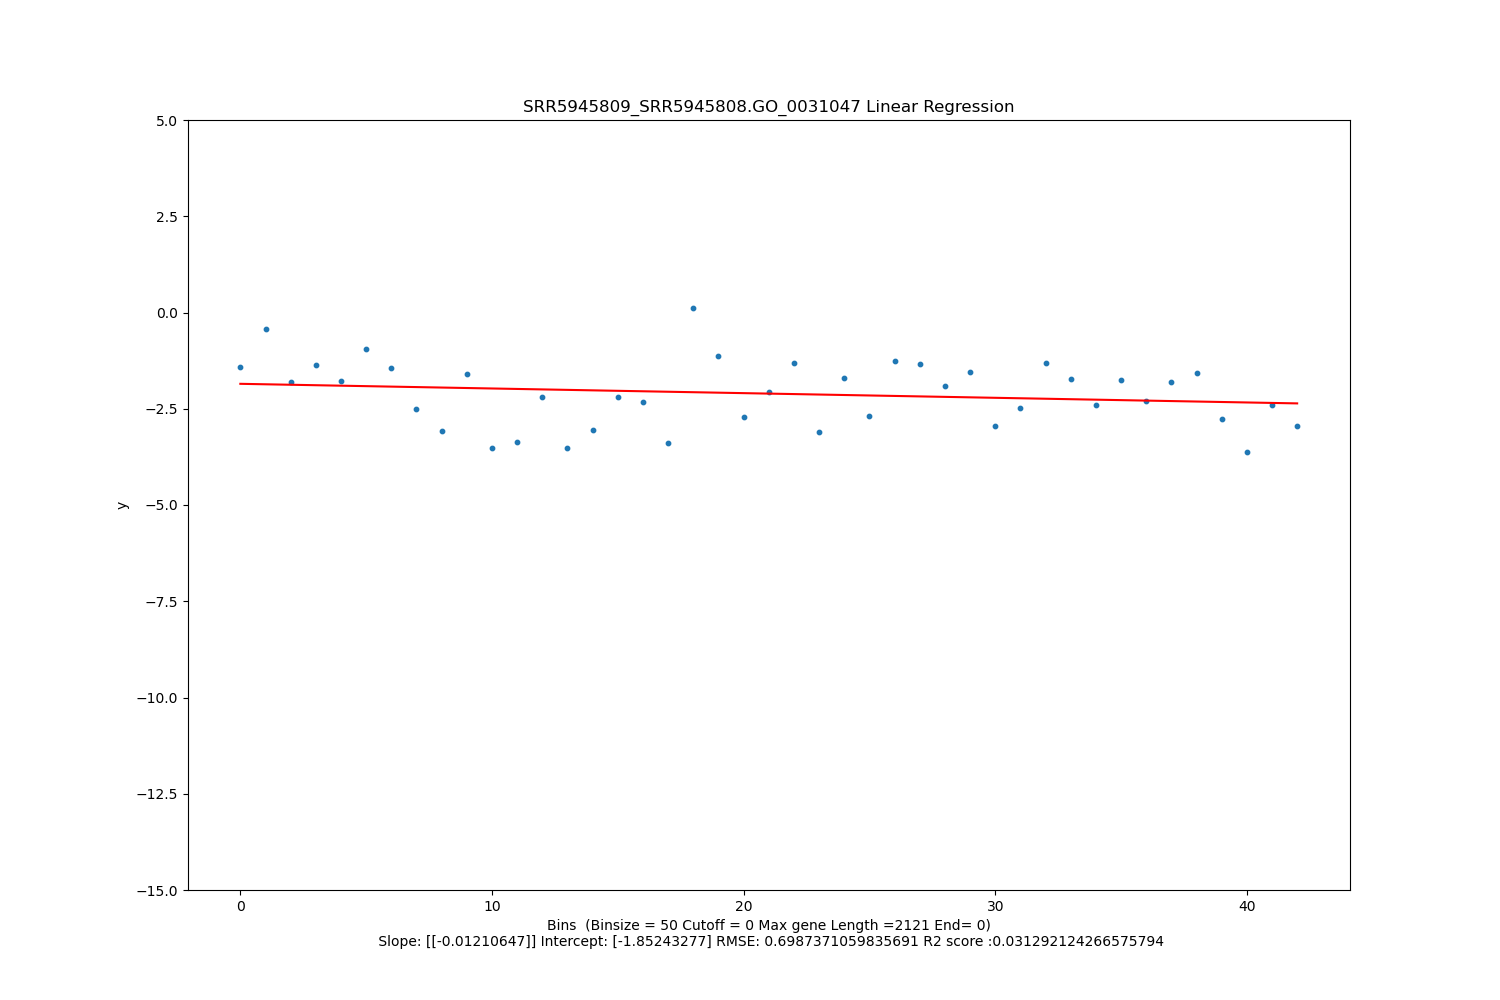 SRR5945809_SRR5945808.GO_0031047 Linear Regression
5.0
2.5
0.0
−2.5
−5.0
−7.5
−10.0
−12.5
−15.0
y
0 10 20 30 40
Bins  (Binsize = 50 Cutoff = 0 Max gene Length =2121 End= 0)
Slope: [[-0.01210647]] Intercept: [-1.85243277] RMSE: 0.6987371059835691 R2 score :0.031292124266575794